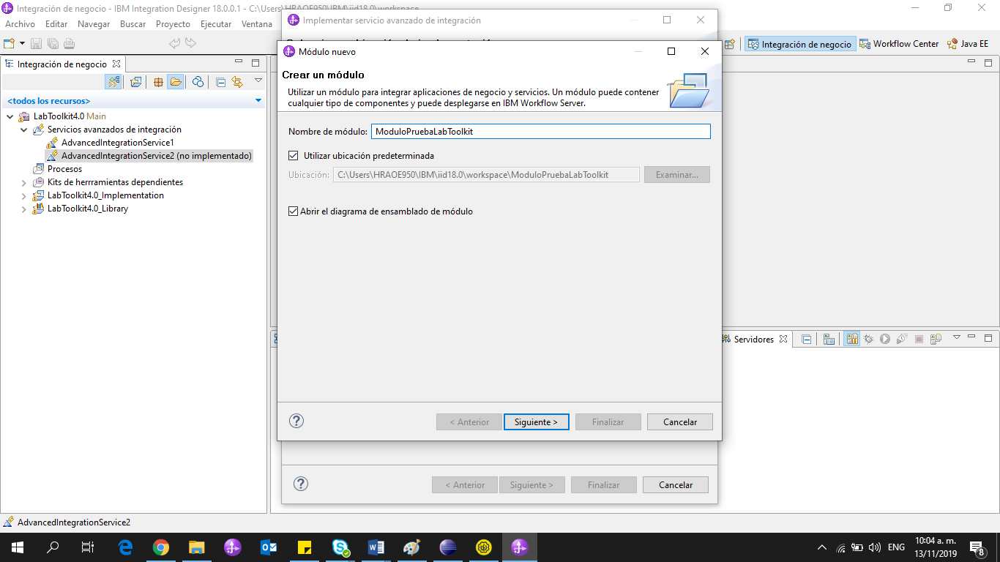 Integración de negocio - IBM Integration Designer 18.0.0.1 - C:\Users\HRAOE950\IBM\iid18.0\workspace
Archivo Editar Navegar Buscar Proyecto Ejecutar Ventana
Implementar servicio avanzado de integración
Integración de negocio Workflow Center Java EE
Integración de negocio
<todos los recursos>
LabToolkit4.0 Main
Servicios avanzados de integración
AdvancedIntegrationService1
AdvancedIntegrationService2 (no implementado)
Procesos
Kits de herrramientas dependientes
LabToolkit4.0_Implementation
LabToolkit4.0_Library
Módulo nuevo
Crear un módulo
Utilizar un módulo para integrar aplicaciones de negocio y servicios. Un módulo puede contener
cualquier tipo de componentes y puede desplegarse en IBM Workflow Server.
Nombre de módulo: ModuloPruebaLabToolkit
Utilizar ubicación predeterminada
Ubicación: C:\Users\HRAOE950\IBM\iid18.0\workspace\ModuloPruebaLabToolkit Examinar...
Abrir el diagrama de ensamblado de módulo
< Anterior Siguiente > Finalizar Cancelar
Servidores
< Anterior Siguiente > Finalizar Cancelar
AdvancedIntegrationService2
ENG
10:04 a. m.
13/11/2019
8